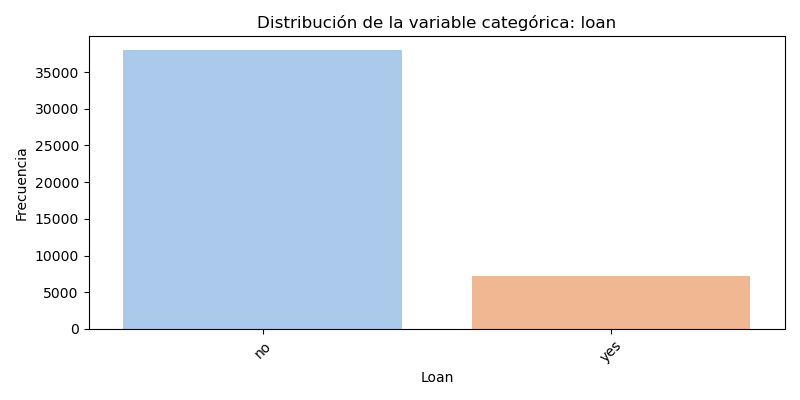 Distribución de la variable categórica: loan
Frecuencia
35000
30000
25000
20000
15000
10000
5000
0
no
yes
Loan